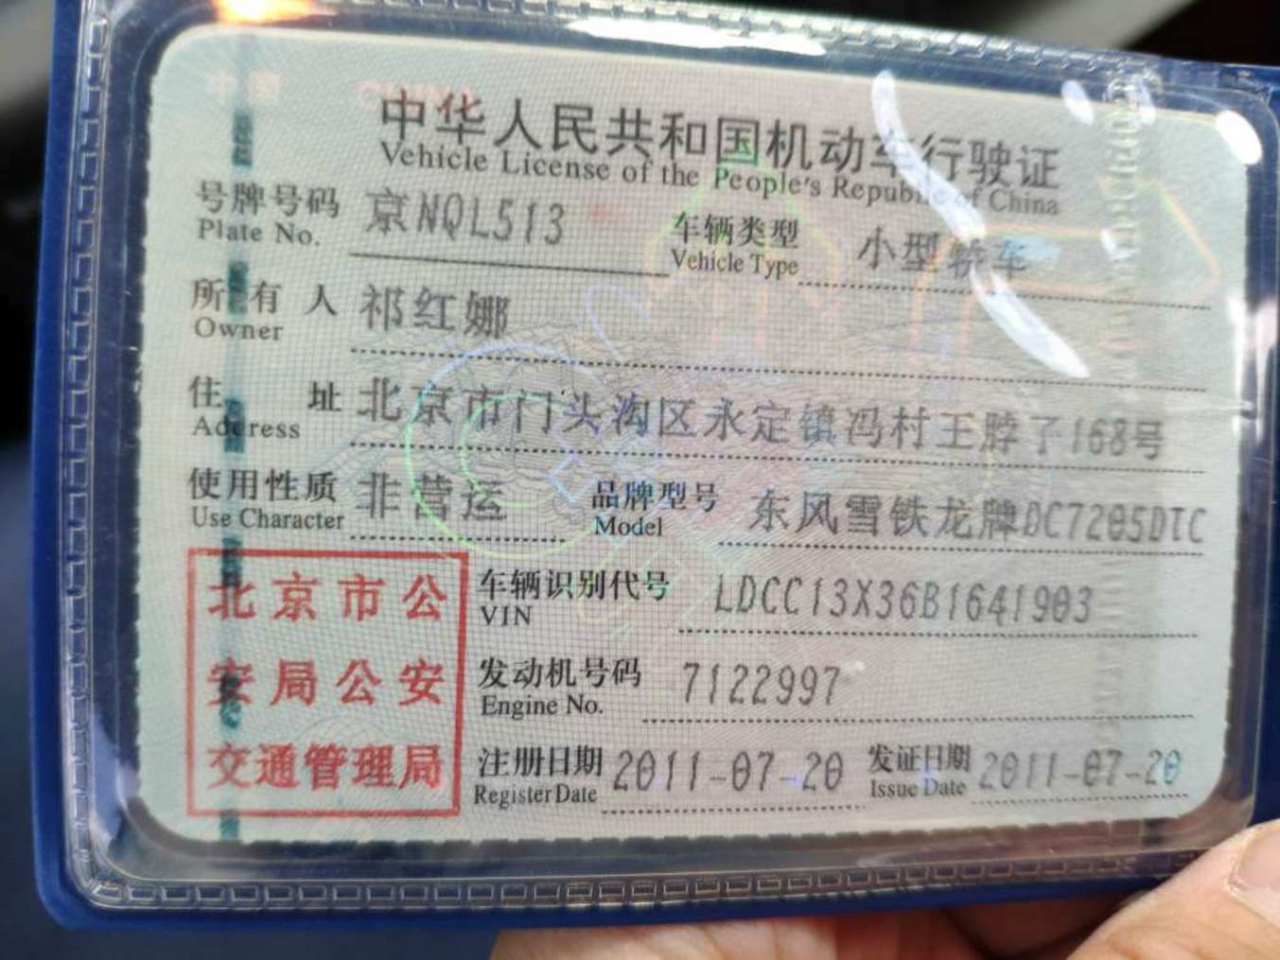 中华人民共和国机动车行驶证
Vehicle License of the People's Republic of China
号牌号码 京NQL513 车辆类型 小型轿车
Plate No. Vehicle Type
所有人 祁红娜
Owner
住址 北京市门头沟区永定镇冯村王脖子168号
Address
使用性质 非营运 品牌型号 东风雪铁龙牌DC7205DTC
Use Character Model
北京市公
安局公安
交通管理局
车辆识别代号 LDCC13X36B1641903
VIN
发动机号码 7122997
Engine No.
注册日期 2011-07-20 发证日期 2011-07-20
Register Date Issue Date